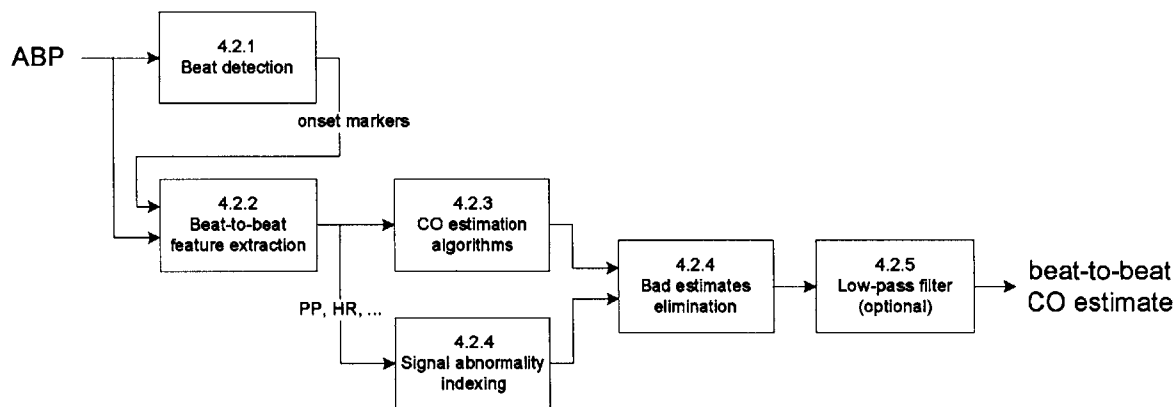 ABP
4.2.1
Beat detection
onset markers
4.2.2
Beat-to-beat
feature extraction
4.2.3
CO estimation
algorithms
PP, HR, ...
4.2.4
Signal abnormality
indexing
4.2.4
Bad estimates
elimination
4.2.5
Low-pass filter
(optional)
beat-to-beat
CO estimate